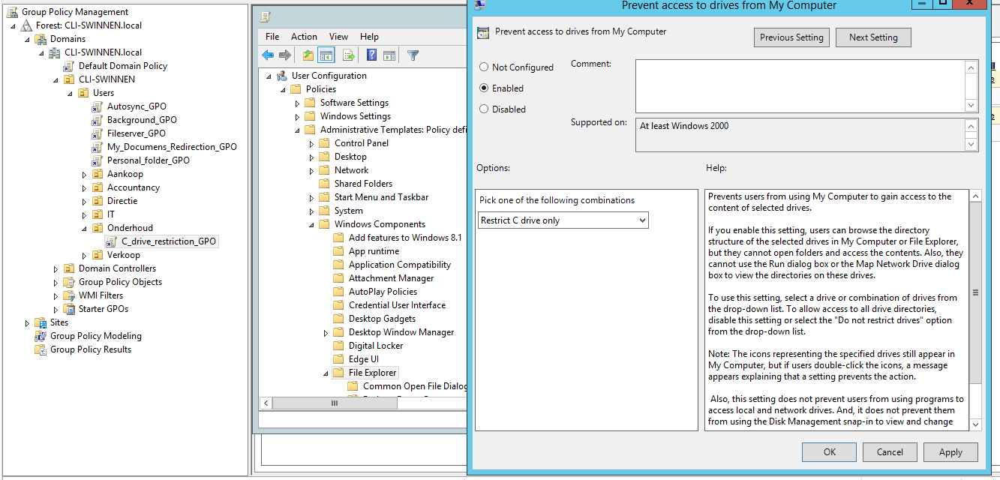 Group Policy Management
Forest: CLI-SWINNEN.local
Domains
CLI-SWINNEN.local
Default Domain Policy
CLI-SWINNEN
Users
Autosync_GPO
Background_GPO
Fileserver_GPO
My_Documens_Redirection_GPO
Personal_folder_GPO
Aankoop
Accountancy
Directie
IT
Onderhoud
C_drive_restriction_GPO
Verkoop
Domain Controllers
Group Policy Objects
WMI Filters
Starter GPOs
Sites
Group Policy Modeling
Group Policy Results
File Action View Help
User Configuration
Policies
Software Settings
Windows Settings
Administrative Templates: Policy defi
Control Panel
Desktop
Network
Shared Folders
Start Menu and Taskbar
System
Windows Components
Add features to Windows 8.1
App runtime
Application Compatibility
Attachment Manager
AutoPlay Policies
Credential User Interface
Desktop Gadgets
Desktop Window Manager
Digital Locker
Edge UI
File Explorer
Common Open File Dialog
Prevent access to drives from My Computer
Prevent access to drives from My Computer
Previous Setting
Next Setting
Not Configured
Enabled
Disabled
Comment:
Supported on:
At least Windows 2000
Options:
Help:
Pick one of the following combinations
Restrict C drive only
Prevents users from using My Computer to gain access to the
content of selected drives.
If you enable this setting, users can browse the directory
structure of the selected drives in My Computer or File Explorer,
but they cannot open folders and access the contents. Also, they
cannot use the Run dialog box or the Map Network Drive dialog
box to view the directories on these drives.
To use this setting, select a drive or combination of drives from
the drop-down list. To allow access to all drive directories,
disable this setting or select the "Do not restrict drives" option
from the drop-down list.
Note: The icons representing the specified drives still appear in
My Computer, but if users double-click the icons, a message
appears explaining that a setting prevents the action.
Also, this setting does not prevent users from using programs to
access local and network drives. And, it does not prevent them
from using the Disk Management snap-in to view and change
OK
Cancel
Apply